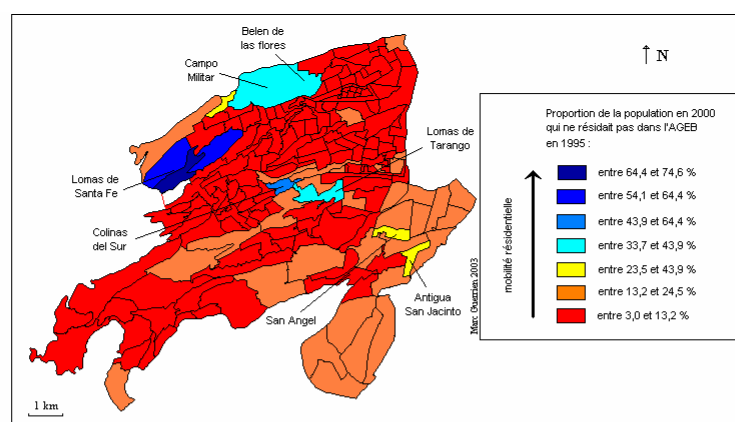 Belen de
las flores
Campo
Militar
↑ N
Proportion de la population en 2000
qui ne résidait pas dans l'AGEB
en 1995 :
Lomas de
Tarango
entre 64,4 et 74,6 %
entre 54,1 et 64,4 %
entre 43,9 et 64,4 %
entre 33,7 et 43,9 %
entre 23,5 et 43,9 %
entre 13,2 et 24,5 %
entre 3,0 et 13,2 %
mobilité résidentielle
Lomas de
Santa Fe
Colinas
del Sur
San Angel
Antigua
San Jacinto
Marc Guerrien 2003
1 km